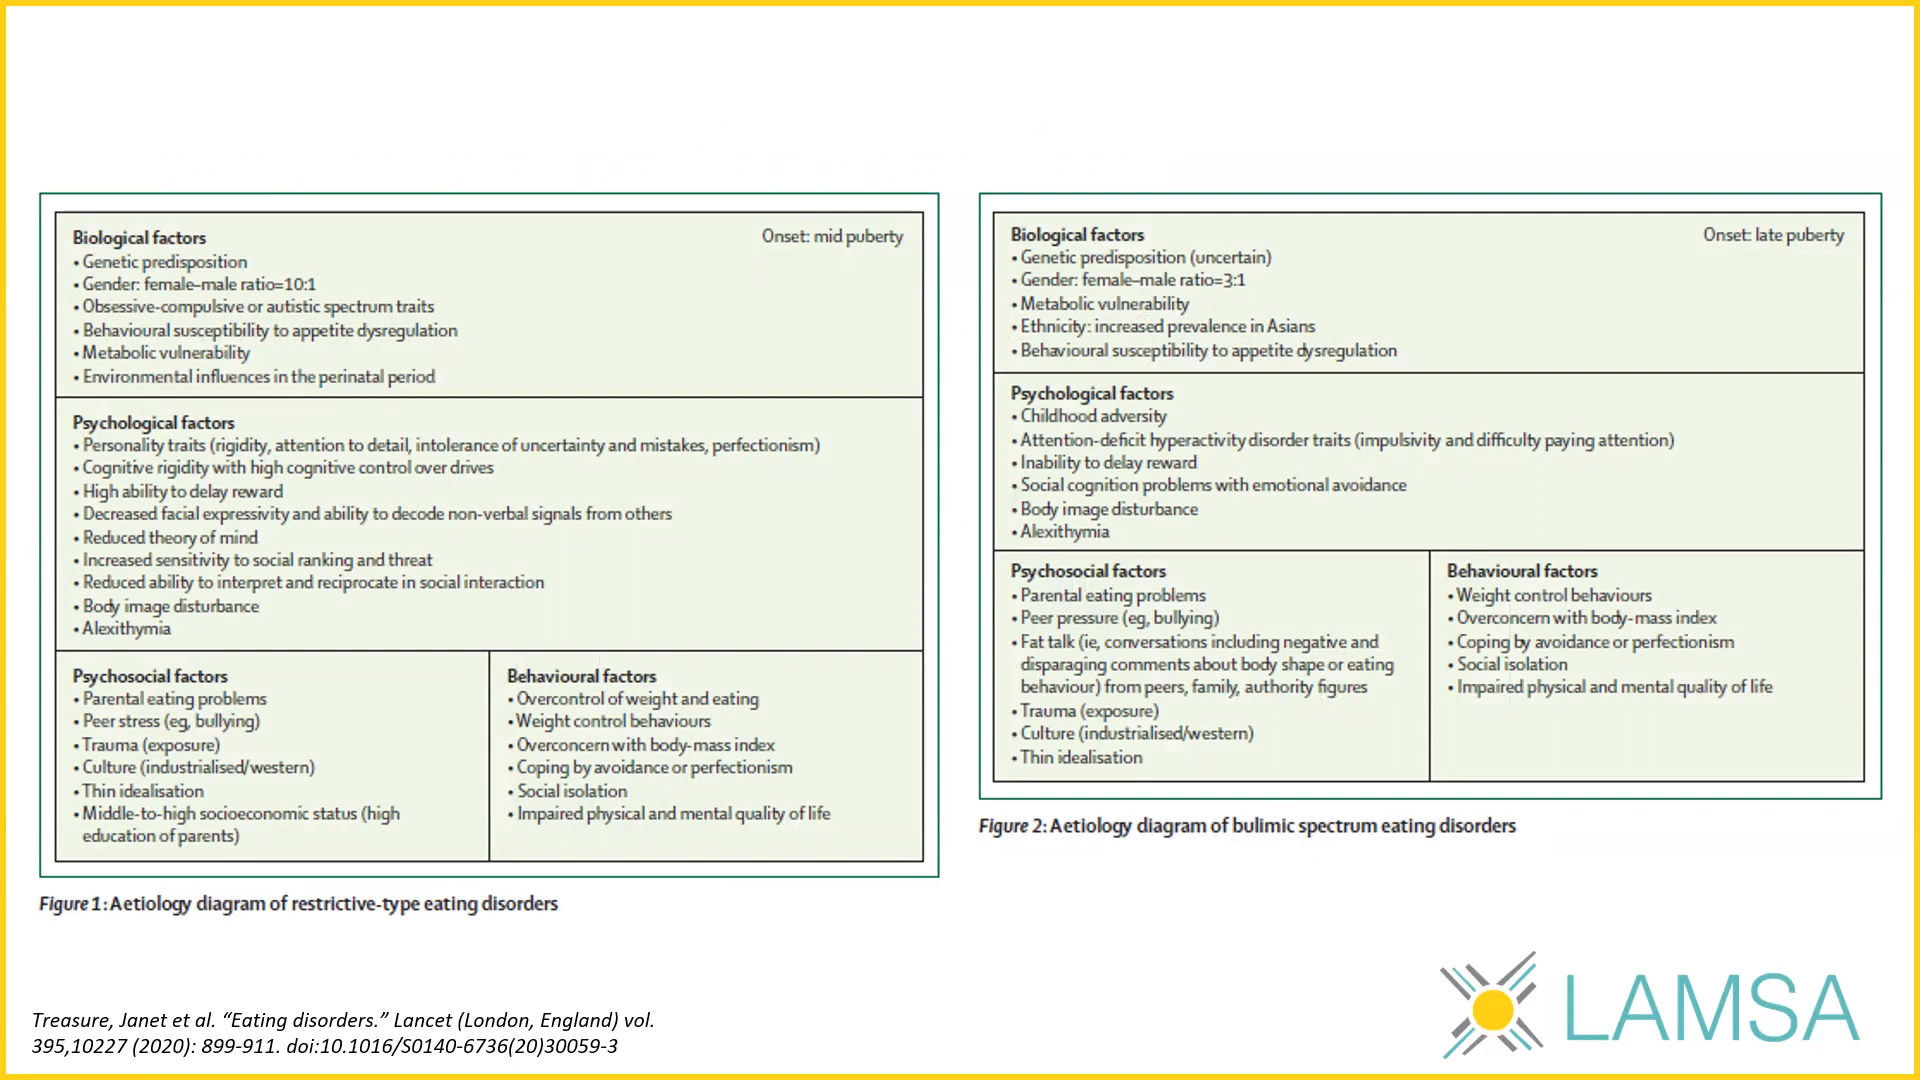 Biological factors
Onset: mid puberty
• Genetic predisposition
• Gender: female–male ratio=10:1
• Obsessive-compulsive or autistic spectrum traits
• Behavioural susceptibility to appetite dysregulation
• Metabolic vulnerability
• Environmental influences in the perinatal period
Psychological factors
• Personality traits (rigidity, attention to detail, intolerance of uncertainty and mistakes, perfectionism)
• Cognitive rigidity with high cognitive control over drives
• High ability to delay reward
• Decreased facial expressivity and ability to decode non-verbal signals from others
• Reduced theory of mind
• Increased sensitivity to social ranking and threat
• Reduced ability to interpret and reciprocate in social interaction
• Body image disturbance
• Alexithymia
Psychosocial factors
• Parental eating problems
• Peer stress (eg, bullying)
• Trauma (exposure)
• Culture (industrialised/western)
• Thin idealisation
• Middle-to-high socioeconomic status (high
education of parents)
Behavioural factors
• Overcontrol of weight and eating
• Weight control behaviours
• Overconcern with body-mass index
• Coping by avoidance or perfectionism
• Social isolation
• Impaired physical and mental quality of life
Figure 1: Aetiology diagram of restrictive-type eating disorders
Biological factors
Onset: late puberty
• Genetic predisposition (uncertain)
• Gender: female–male ratio=3:1
• Metabolic vulnerability
• Ethnicity: increased prevalence in Asians
• Behavioural susceptibility to appetite dysregulation
Psychological factors
• Childhood adversity
• Attention-deficit hyperactivity disorder traits (impulsivity and difficulty paying attention)
• Inability to delay reward
• Social cognition problems with emotional avoidance
• Body image disturbance
• Alexithymia
Psychosocial factors
• Parental eating problems
• Peer pressure (eg, bullying)
• Fat talk (ie, conversations including negative and
disparaging comments about body shape or eating
behaviour) from peers, family, authority figures
• Trauma (exposure)
• Culture (industrialised/western)
• Thin idealisation
Behavioural factors
• Weight control behaviours
• Overconcern with body-mass index
• Coping by avoidance or perfectionism
• Social isolation
• Impaired physical and mental quality of life
Figure 2: Aetiology diagram of bulimic spectrum eating disorders
Treasure, Janet et al. “Eating disorders.” Lancet (London, England) vol.
395,10227 (2020): 899-911. doi:10.1016/S0140-6736(20)30059-3
LAMSA